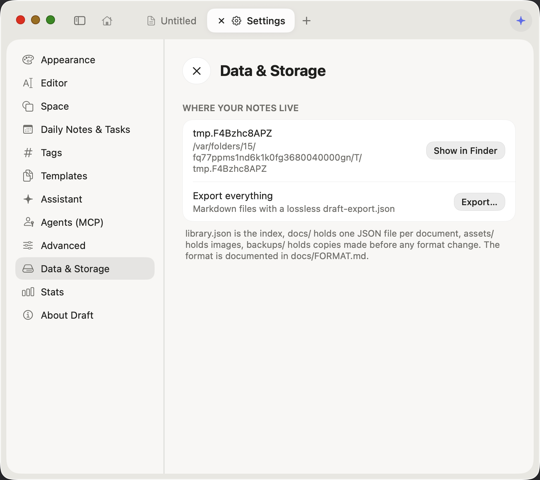 Untitled
Settings
Appearance
Editor
Space
Daily Notes & Tasks
Tags
Templates
Assistant
Agents (MCP)
Advanced
Data & Storage
Stats
About Draft
Data & Storage
WHERE YOUR NOTES LIVE
tmp.F4Bzhc8APZ
/var/folders/15/
fq77ppms1nd6k1k0fg3680040000gn/T/
tmp.F4Bzhc8APZ
Show in Finder
Export everything
Markdown files with a lossless draft-export.json
Export...
library.json is the index, docs/ holds one JSON file per document, assets/
holds images, backups/ holds copies made before any format change. The
format is documented in docs/FORMAT.md.